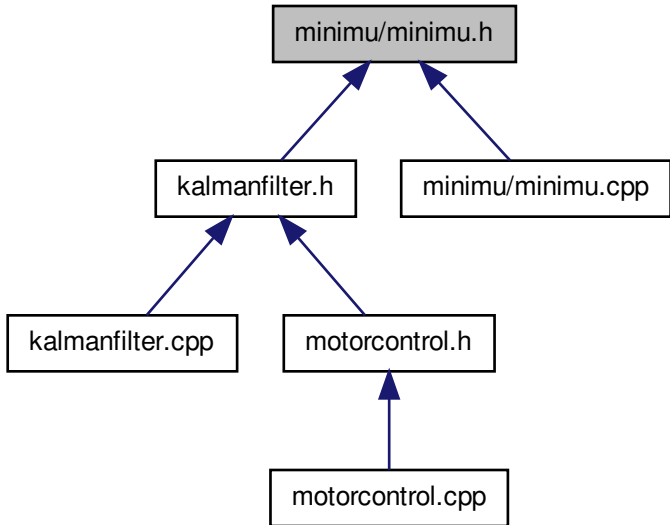 minimu/minimu.h
kalmanfilter.h
minimu/minimu.cpp
kalmanfilter.cpp
motorcontrol.h
motorcontrol.cpp